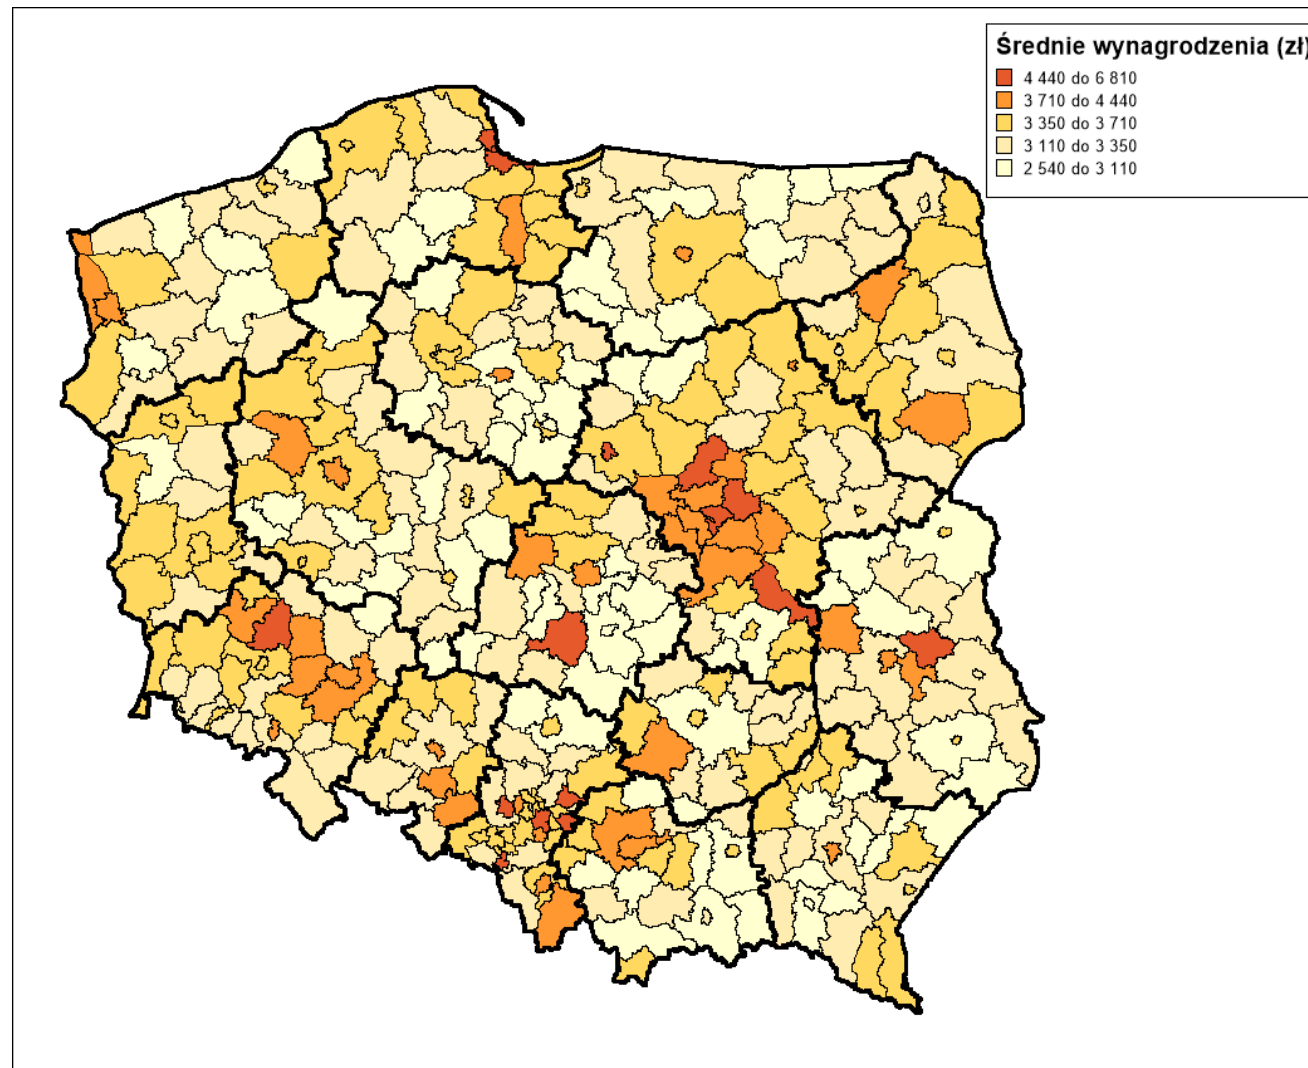 Średnie wynagrodzenia (zł)
4 440 do 6 810
3 710 do 4 440
3 350 do 3 710
3 110 do 3 350
2 540 do 3 110